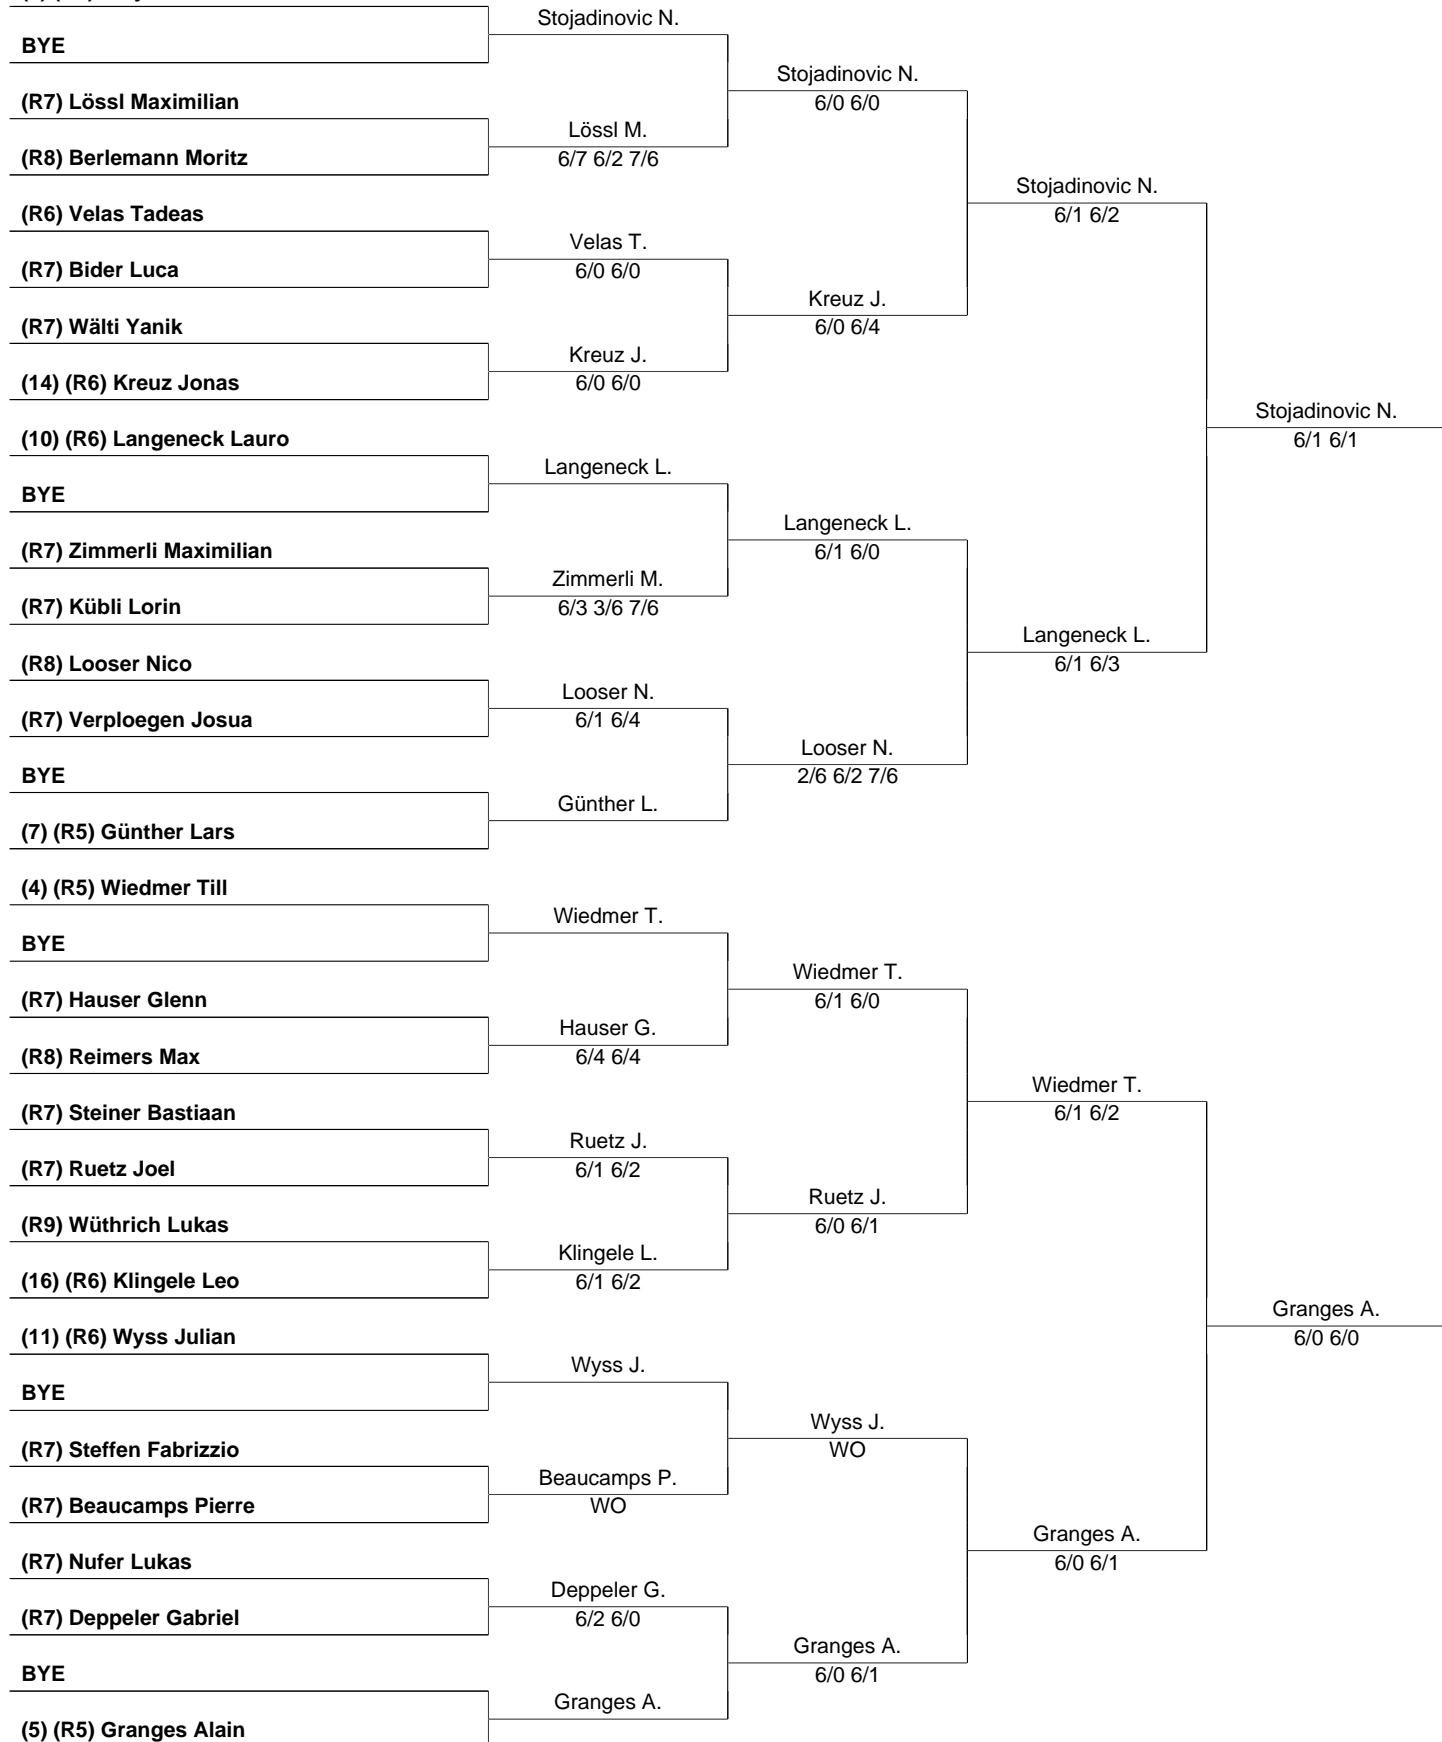 BYE
(R7) Lössl Maximilian
(R8) Berlemann Moritz
(R6) Velas Tadeas
(R7) Bider Luca
(R7) Wälti Yanik
(14) (R6) Kreuz Jonas
(10) (R6) Langeneck Lauro
BYE
(R7) Zimmerli Maximilian
(R7) Kübli Lorin
(R8) Looser Nico
(R7) Verploegen Josua
BYE
(7) (R5) Günther Lars
(4) (R5) Wiedmer Till
BYE
(R7) Hauser Glenn
(R8) Reimers Max
(R7) Steiner Bastiaan
(R7) Ruetz Joel
(R9) Wüthrich Lukas
(16) (R6) Klingele Leo
(11) (R6) Wyss Julian
BYE
(R7) Steffen Fabrizzio
(R7) Beaucamps Pierre
(R7) Nufer Lukas
(R7) Deppeler Gabriel
BYE
(5) (R5) Granges Alain
Stojadinovic N.
Lössl M.
6/7 6/2 7/6
Velas T.
6/0 6/0
Kreuz J.
6/0 6/0
Langeneck L.
Zimmerli M.
6/3 3/6 7/6
Looser N.
6/1 6/4
Günther L.
Wiedmer T.
Hauser G.
6/4 6/4
Ruetz J.
6/1 6/2
Klingele L.
6/1 6/2
Wyss J.
Beaucamps P.
WO
Deppeler G.
6/2 6/0
Granges A.
Stojadinovic N.
6/0 6/0
Kreuz J.
6/0 6/4
Langeneck L.
6/1 6/0
Looser N.
2/6 6/2 7/6
Wiedmer T.
6/1 6/0
Ruetz J.
6/0 6/1
Wyss J.
WO
Granges A.
6/0 6/1
Stojadinovic N.
6/1 6/2
Langeneck L.
6/1 6/3
Wiedmer T.
6/1 6/2
Granges A.
6/0 6/1
Stojadinovic N.
6/1 6/1
Granges A.
6/0 6/0